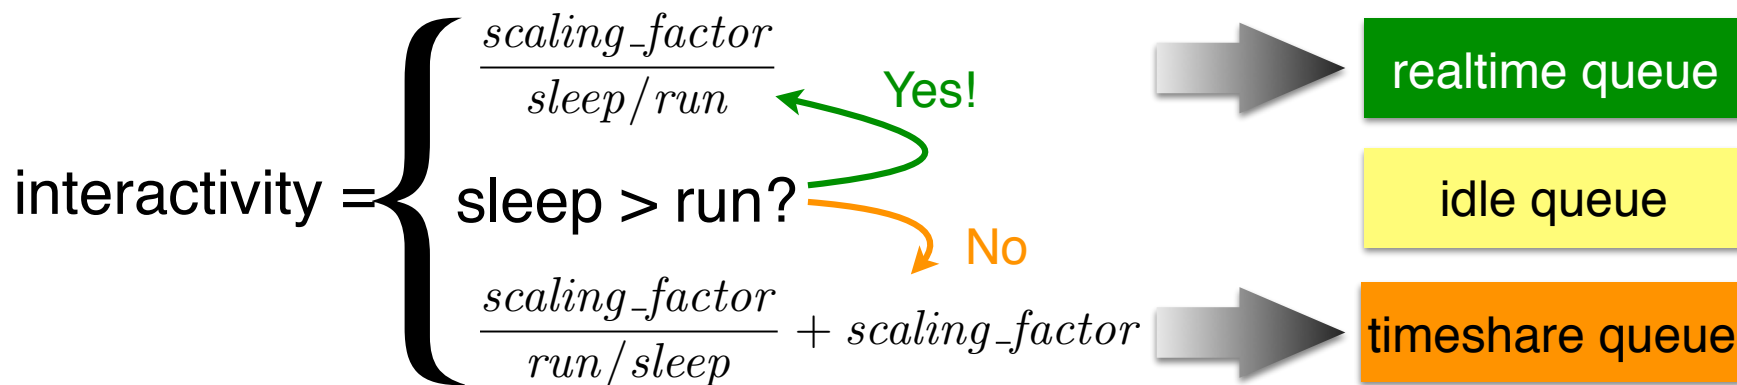 scaling_factor
sleep/run
Yes!
realtime queue
interactivity =
sleep > run?
idle queue
No
scaling_factor
run/sleep
+ scaling_factor
timeshare queue